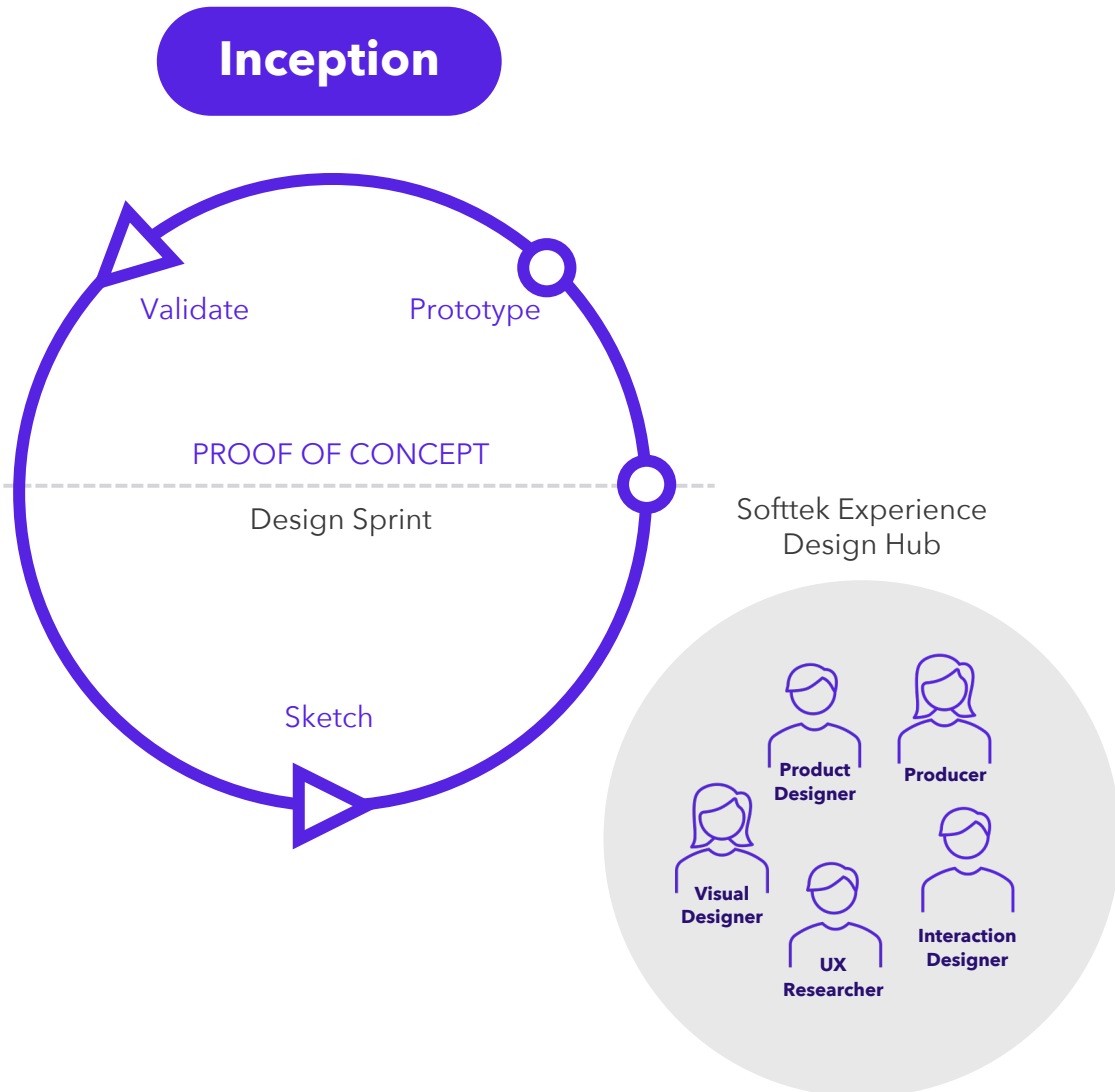 Inception
Validate
Prototype
PROOF OF CONCEPT
Design Sprint
Softtek Experience
Design Hub
Sketch
Product
Designer
Producer
Visual
Designer
Interaction
Designer
UX
Researcher